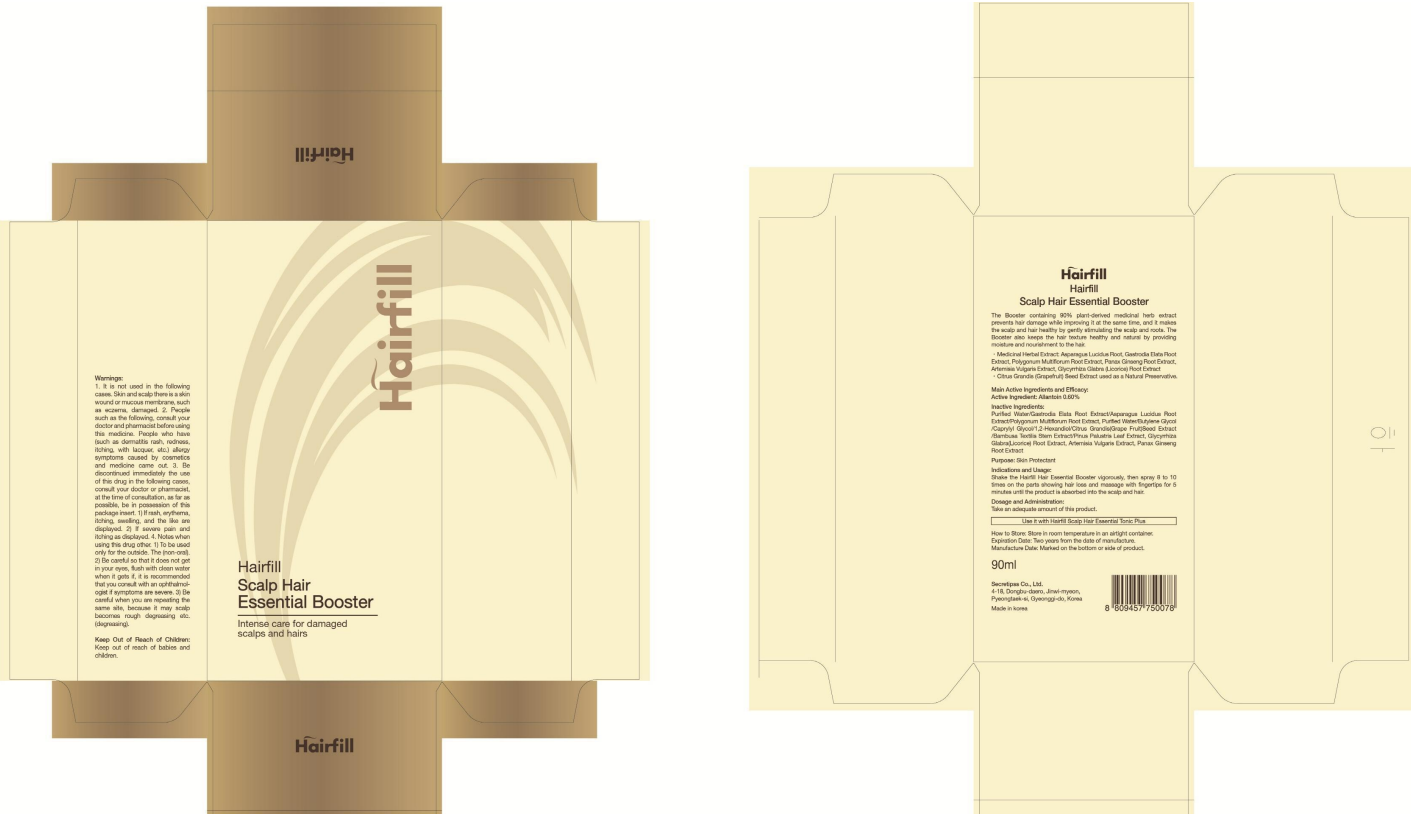 Hairfill
Warnings:
1. It is not used in the following
cases. Skin and scalp there is a skin
wound or mucous membrane, such
as eczema, damaged. 2. People
such as the following, consult your
doctor and pharmacist before using
this medicine. People who have
(such as dermatitis rash, redness,
itching, with lacquer, etc.) allergy
symptoms caused by cosmetics
and medicine came out. 3. Be
discontinued immediately the use
of this drug in the following cases,
consult your doctor or pharmacist,
at the time of consultation, as far as
possible, be in possession of this
package insert. 1) If rash, erythema,
itching, swelling, and the like are
displayed. 2) If severe pain and
itching as displayed. 4. Notes when
using this drug other. 1) To be used
only for the outside. The (non-oral).
2) Be careful so that it does not get
in your eyes, flush with clean water
when it gets if, it is recommended
that you consult with an ophthalmol-
ogist if symptoms are severe. 3) Be
careful when you are repeating the
same site, because it may scalp
becomes rough degreasing etc.
(degreasing).
Keep Out of Reach of Children:
Keep out of reach of babies and
children.
Hairfill
Hairfill
Scalp Hair
Essential Booster
Intense care for damaged
scalps and hairs
Hairfill
Hairfill
Hairfill
Scalp Hair Essential Booster
The Booster containing 90% plant-derived medicinal herb extract
prevents hair damage while improving it at the same time, and it makes
the scalp and hair healthy by gently stimulating the scalp and roots. The
Booster also keeps the hair texture healthy and natural by providing
moisture and nourishment to the hair.
· Medicinal Herbal Extract: Asparagus Lucidus Root, Gastrodia Elata Root
Extract, Polygonum Multiflorum Root Extract, Panax Ginseng Root Extract,
Artemisia Vulgaris Extract, Glycyrrhiza Glabra (Licorice) Root Extract
· Citrus Grandis (Grapefruit) Seed Extract used as a Natural Preservative.
Main Active Ingredients and Efficacy:
Active Ingredient: Allantoin 0.60%
Inactive Ingredients:
Purified Water/Gastrodia Elata Root Extract/Asparagus Lucidus Root
Extract/Polygonum Multiflorum Root Extract, Purified Water/Butylene Glycol
/Caprylyl Glycol/1,2-Hexandiol/Citrus Grandis(Grape Fruit)Seed Extract
/Bambusa Textilis Stem Extract/Pinus Palustris Leaf Extract, Glycyrrhiza
Glabra(Licorice) Root Extract, Artemisia Vulgaris Extract, Panax Ginseng
Root Extract
Purpose: Skin Protectant
Indications and Usage:
Shake the Hairfill Hair Essential Booster vigorously, then spray 8 to 10
times on the parts showing hair loss and massage with fingertips for 5
minutes until the product is absorbed into the scalp and hair.
Dosage and Administration:
Take an adequate amount of this product.
Use it with Hairfill Scalp Hair Essential Tonic Plus
How to Store: Store in room temperature in an airtight container.
Expiration Date: Two years from the date of manufacture.
Manufacture Date: Marked on the bottom or side of product.
90ml
Secretipxs Co., Ltd.
4-18, Dongbu-daero, Jinwi-myeon,
Pyeongtaek-si, Gyeonggi-do, Korea
Made in korea
8 809457 750078